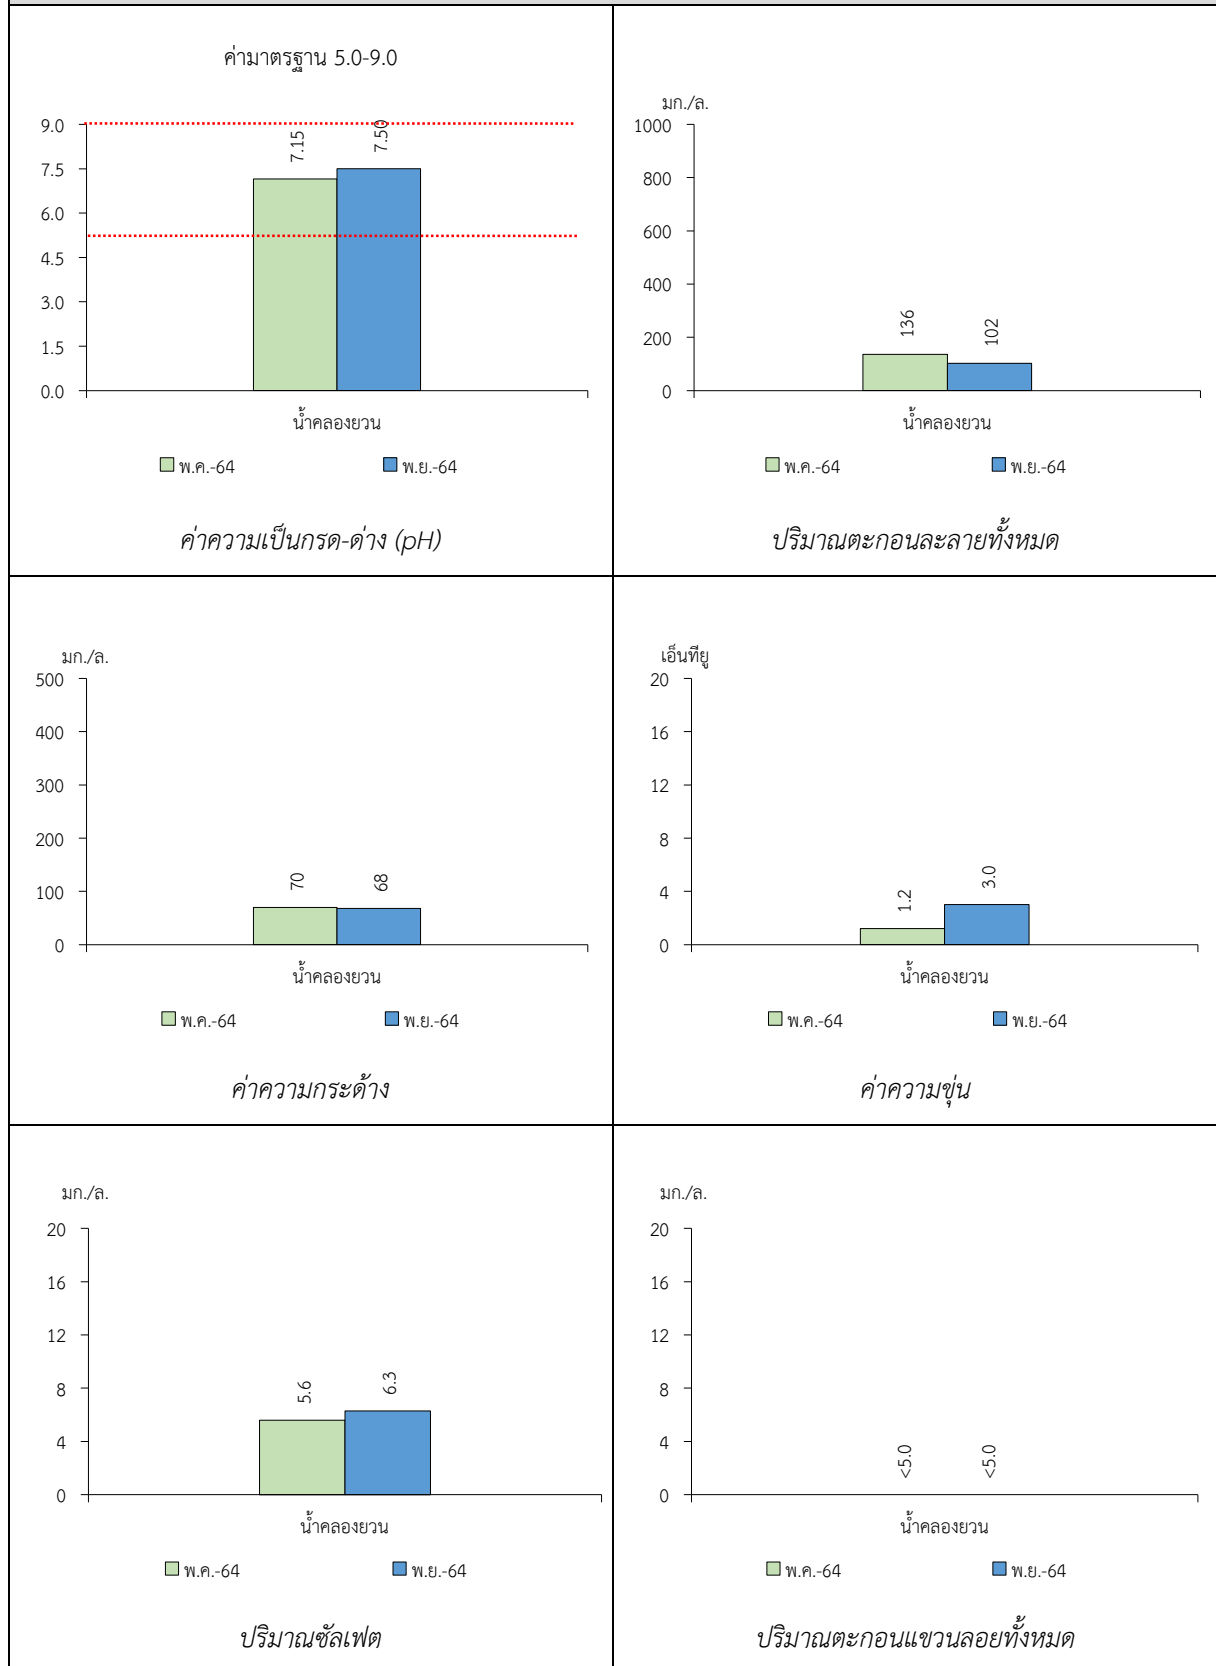 ค่ามาตรฐาน 5.0-9.0
9.0
7.5
6.0
4.5
3.0
1.5
0.0
7.15
7.50
น้ำคลองยวน
พ.ค.-64 พ.ย.-64
ค่าความเป็นกรด-ด่าง (pH)
มก./ล.
1000
800
600
400
200
0
136
102
น้ำคลองยวน
พ.ค.-64 พ.ย.-64
ปริมาณตะกอนละลายทั้งหมด
มก./ล.
500
400
300
200
100
0
70
68
น้ำคลองยวน
พ.ค.-64 พ.ย.-64
ค่าความกระด้าง
เอ็นทียู
20
16
12
8
4
0
1.2
3.0
น้ำคลองยวน
พ.ค.-64 พ.ย.-64
ค่าความขุ่น
มก./ล.
20
16
12
8
4
0
5.6
6.3
น้ำคลองยวน
พ.ค.-64 พ.ย.-64
ปริมาณซัลเฟต
มก./ล.
20
16
12
8
4
0
<5.0
<5.0
น้ำคลองยวน
พ.ค.-64 พ.ย.-64
ปริมาณตะกอนแขวนลอยทั้งหมด